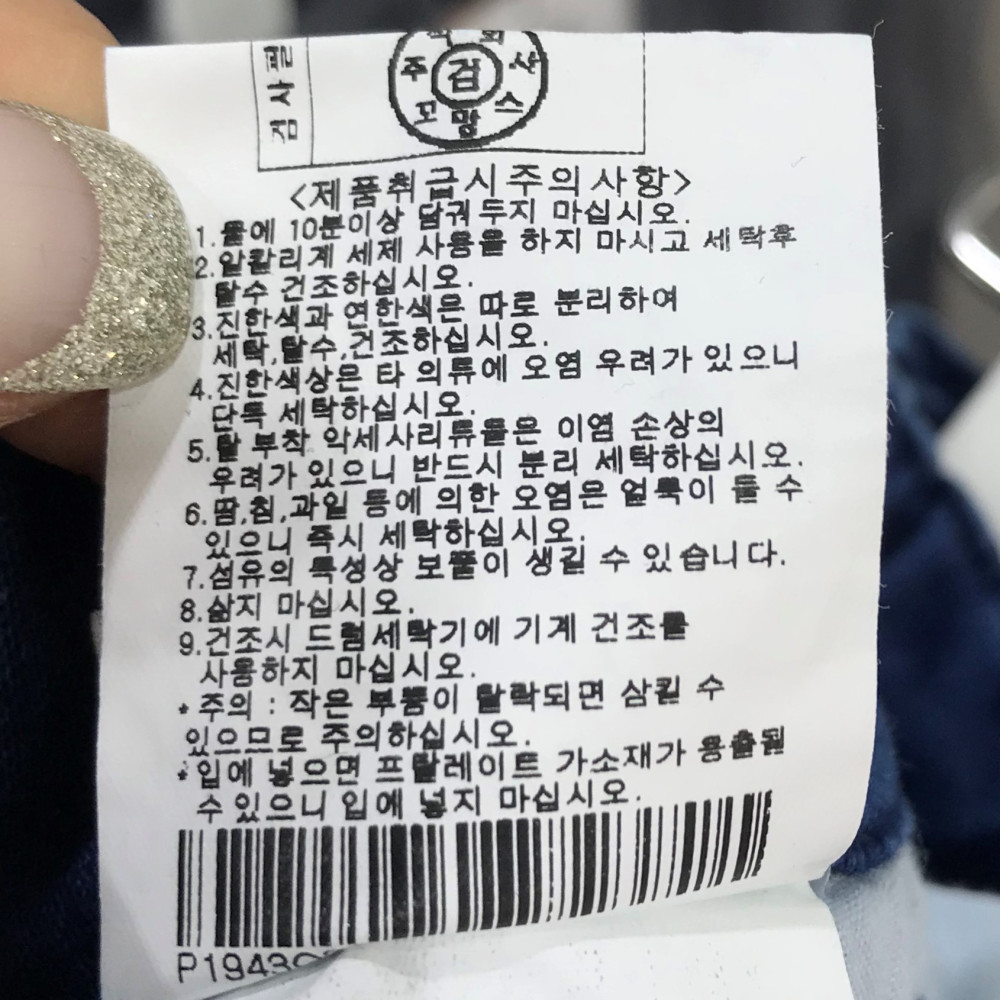 검사필
주 사
검
꼬망스
<제품취급시주의사항>
1.물에 10분이상 담궈두지 마십시오.
2.알칼리계 세제 사용을 하지 마시고 세탁후
탈수 건조하십시오.
3.진한색과 연한색은 따로 분리하여
세탁,탈수,건조하십시오.
4.진한색상은 타 의류에 오염 우려가 있으니
단독 세탁하십시오.
5.탈 부착 악세사리류들은 이염 손상의
우려가 있으니 반드시 분리 세탁하십시오.
6.땀,침,과일 등에 의한 오염은 얼룩이 들 수
있으니 즉시 세탁하십시오.
7.섬유의 특성상 보풀이 생길 수 있습니다.
8.삶지 마십시오.
9.건조시 드럼세탁기에 기계 건조를
사용하지 마십시오.
*주의 : 작은 부품이 탈락되면 삼킬 수
있으므로 주의하십시오.
*입에 넣으면 프탈레이트 가소재가 용출될
수있으니 입에 넣지 마십시오.
P1943